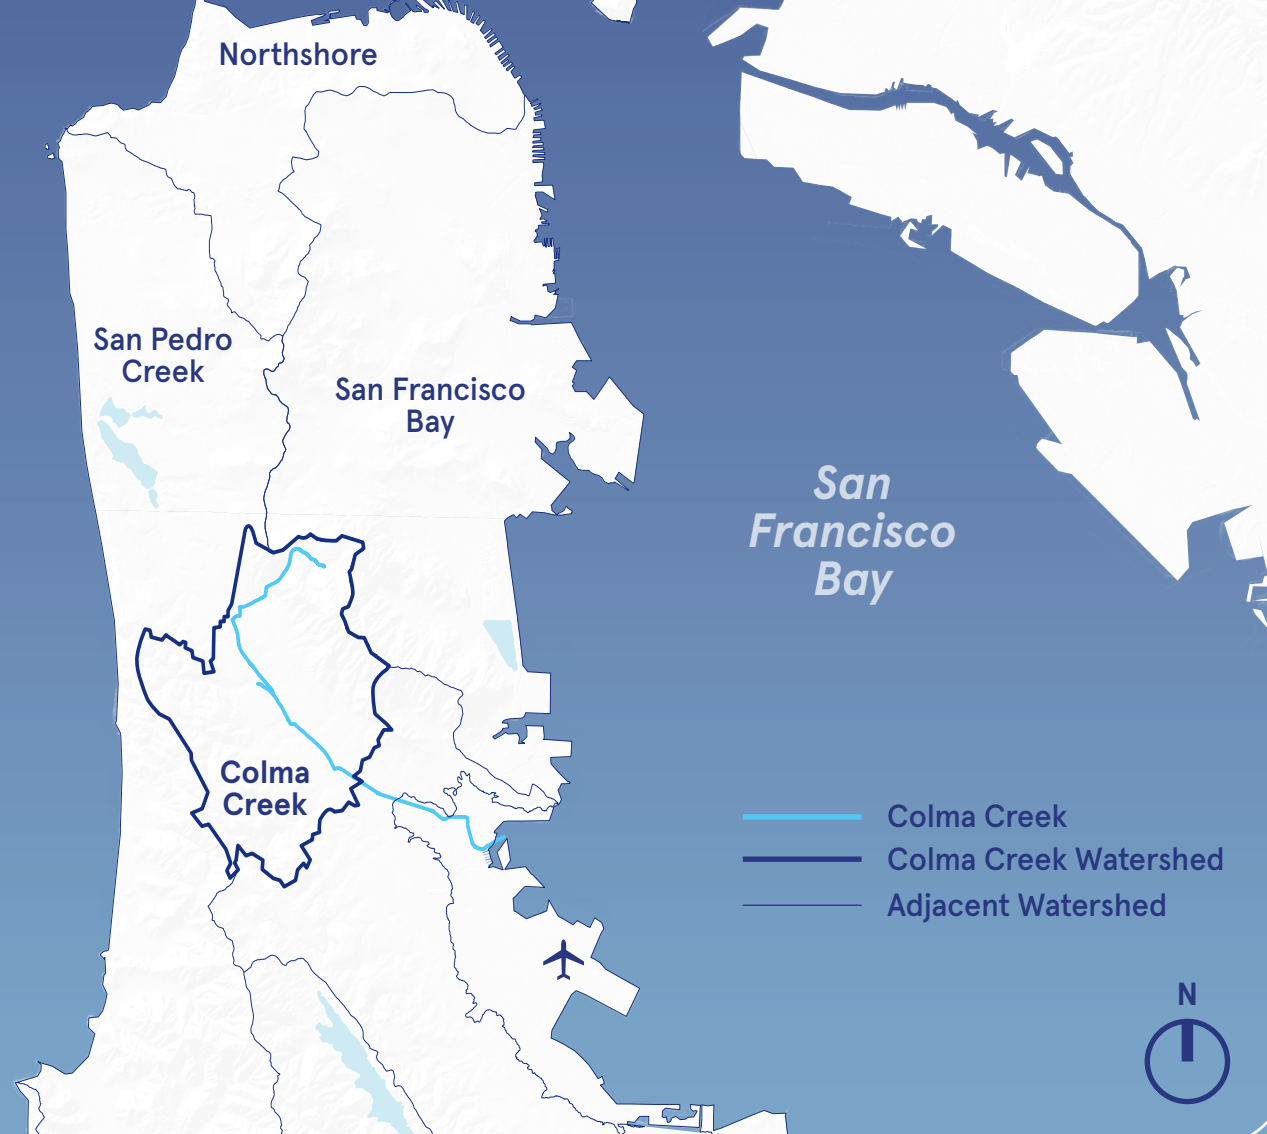 Northshore
San Pedro
Creek
San Francisco
Bay
San
Francisco
Bay
Colma
Creek
Colma Creek
Colma Creek Watershed
Adjacent Watershed
N